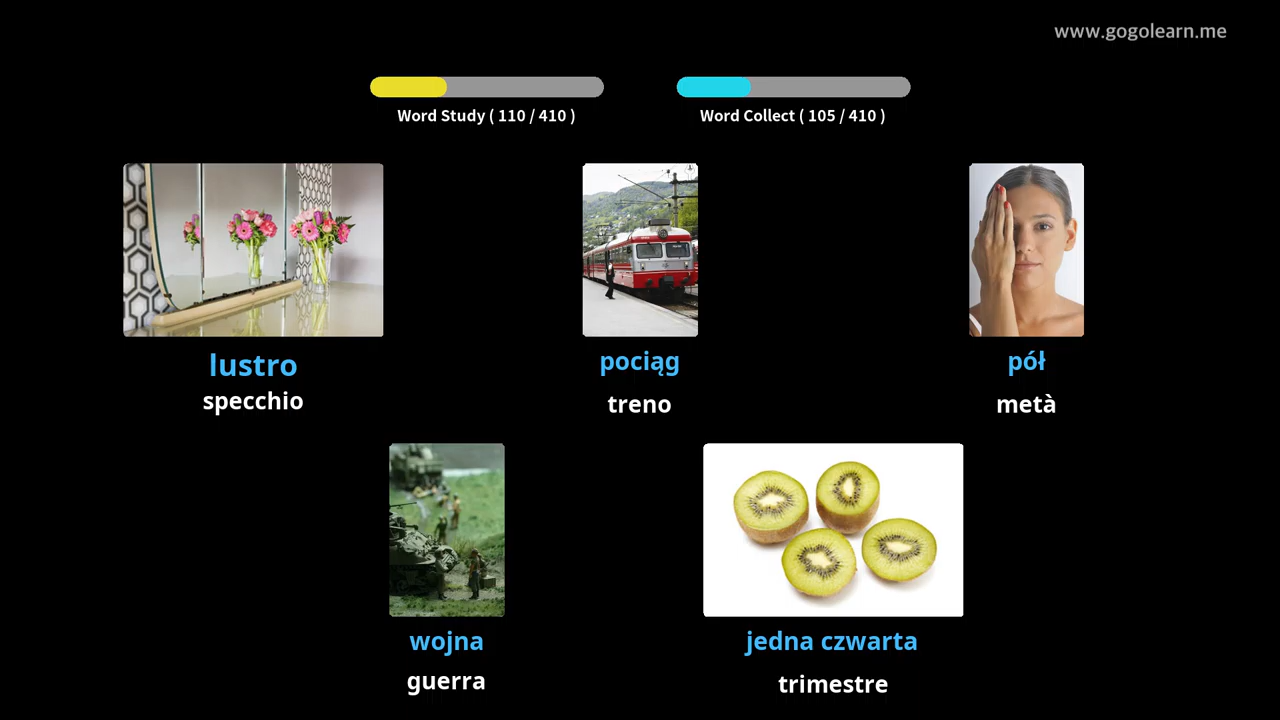 www.gogolearn.me
Word Study ( 110 / 410 )
Word Collect ( 105 / 410 )
lustro
specchio
pociąg
treno
pół
metà
wojna
guerra
jedna czwarta
trimestre